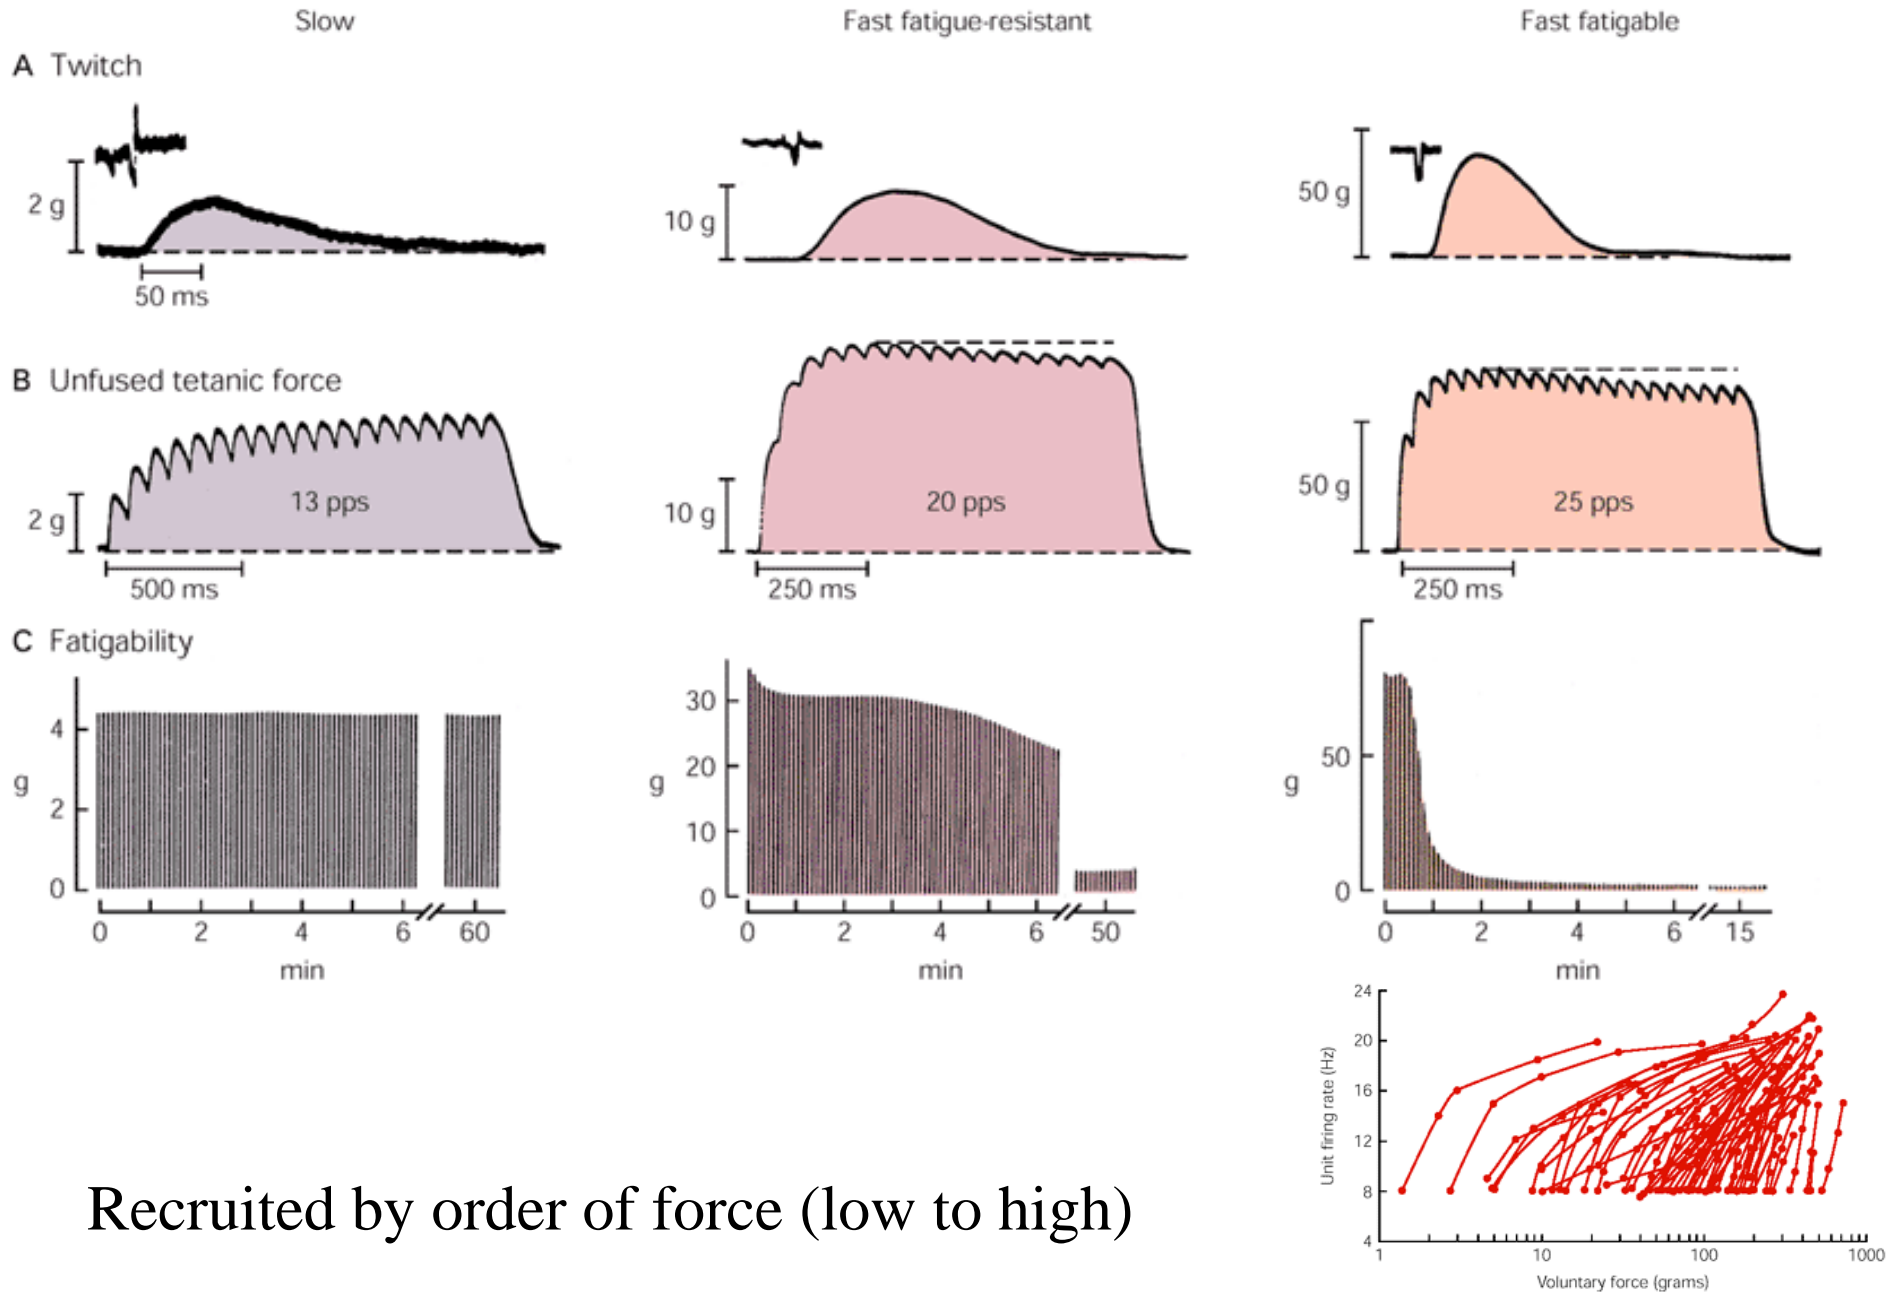 Slow
Fast fatigue-resistant
Fast fatigable
A Twitch
2 g
50 ms
10 g
50 g
B Unfused tetanic force
2 g
13 pps
500 ms
10 g
20 pps
250 ms
50 g
25 pps
250 ms
C Fatigability
4
2
0
g
0 2 4 6 60
min
30
20
10
0
g
0 2 4 6 50
min
50
0
g
0 2 4 6 15
min
24
20
16
12
8
4
Unit firing rate (Hz)
1 10 100 1000
Voluntary force (grams)
Recruited by order of force (low to high)